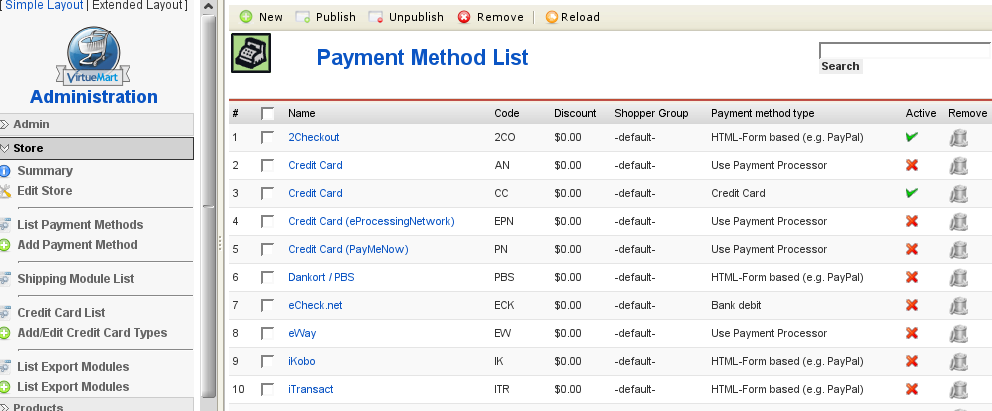 [ Simple Layout | Extended Layout ]
VirtueMart
Administration
Admin
Store
Summary
Edit Store
List Payment Methods
Add Payment Method
Shipping Module List
Credit Card List
Add/Edit Credit Card Types
List Export Modules
List Export Modules
Products
New Publish Unpublish Remove Reload
Payment Method List
Search
# Name Code Discount Shopper Group Payment method type Active Remove
1 2Checkout 2CO $0.00 -default- HTML-Form based (e.g. PayPal)
2 Credit Card AN $0.00 -default- Use Payment Processor
3 Credit Card CC $0.00 -default- Credit Card
4 Credit Card (eProcessingNetwork) EPN $0.00 -default- Use Payment Processor
5 Credit Card (PayMeNow) PN $0.00 -default- Use Payment Processor
6 Dankort / PBS PBS $0.00 -default- HTML-Form based (e.g. PayPal)
7 eCheck.net ECK $0.00 -default- Bank debit
8 eWay EW $0.00 -default- Use Payment Processor
9 iKobo IK $0.00 -default- HTML-Form based (e.g. PayPal)
10 iTransact ITR $0.00 -default- HTML-Form based (e.g. PayPal)